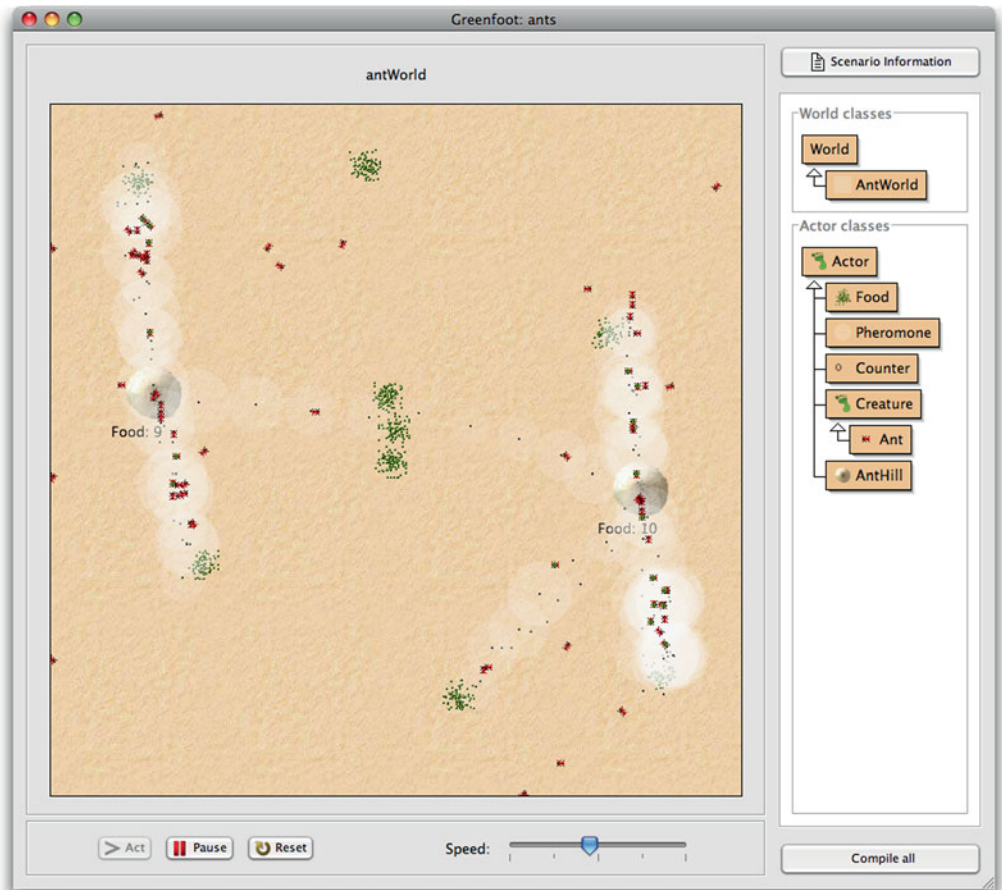 Greenfoot: ants
antWorld
Food: 9
Food: 10
Act
Pause
Reset
Speed:
Scenario Information
World classes
World
AntWorld
Actor classes
Actor
Food
Pheromone
Counter
Creature
Ant
AntHill
Compile all